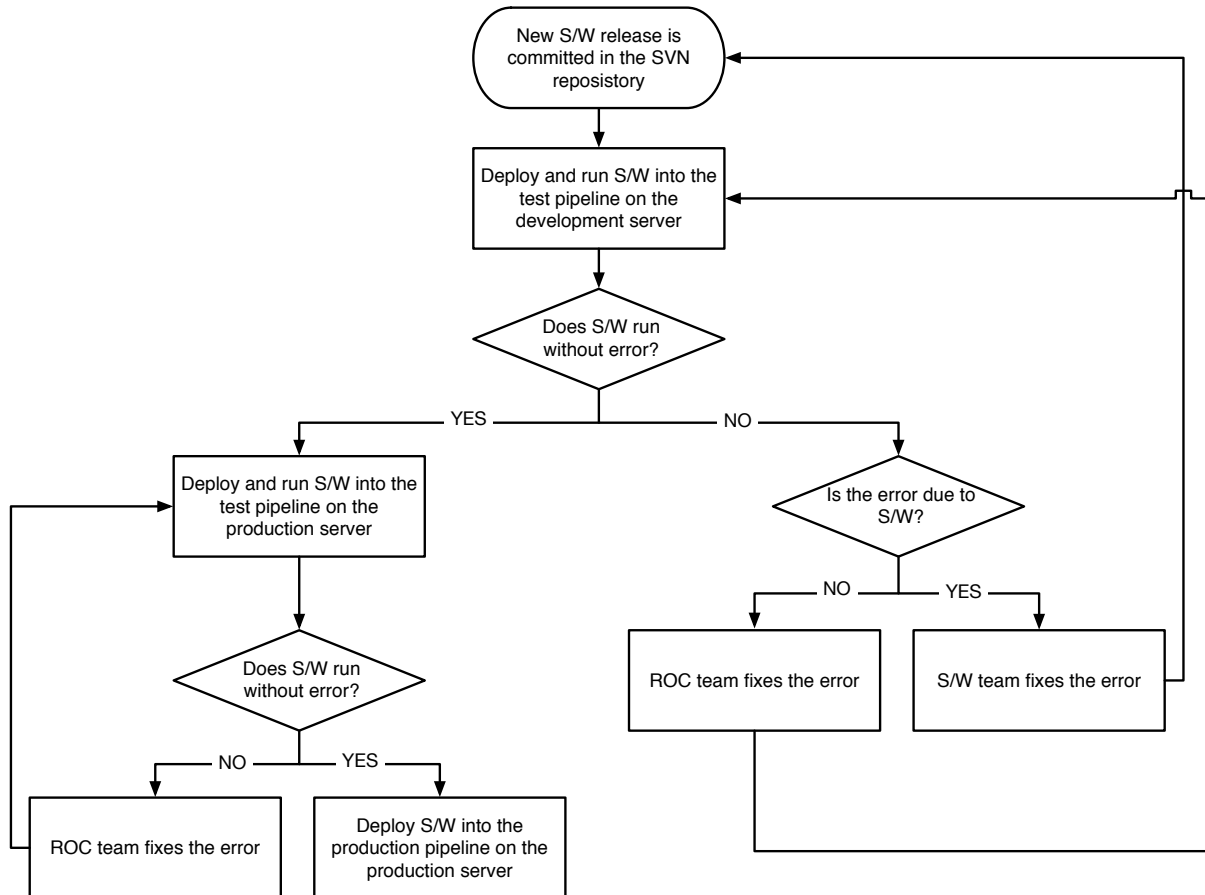 New S/W release is
committed in the SVN
reposistory
Deploy and run S/W into the
test pipeline on the
development server
Does S/W run
without error?
YES
NO
Deploy and run S/W into the
test pipeline on the
production server
Is the error due to
S/W?
NO
YES
Does S/W run
without error?
ROC team fixes the error
S/W team fixes the error
NO
YES
ROC team fixes the error
Deploy S/W into the
production pipeline on the
production server